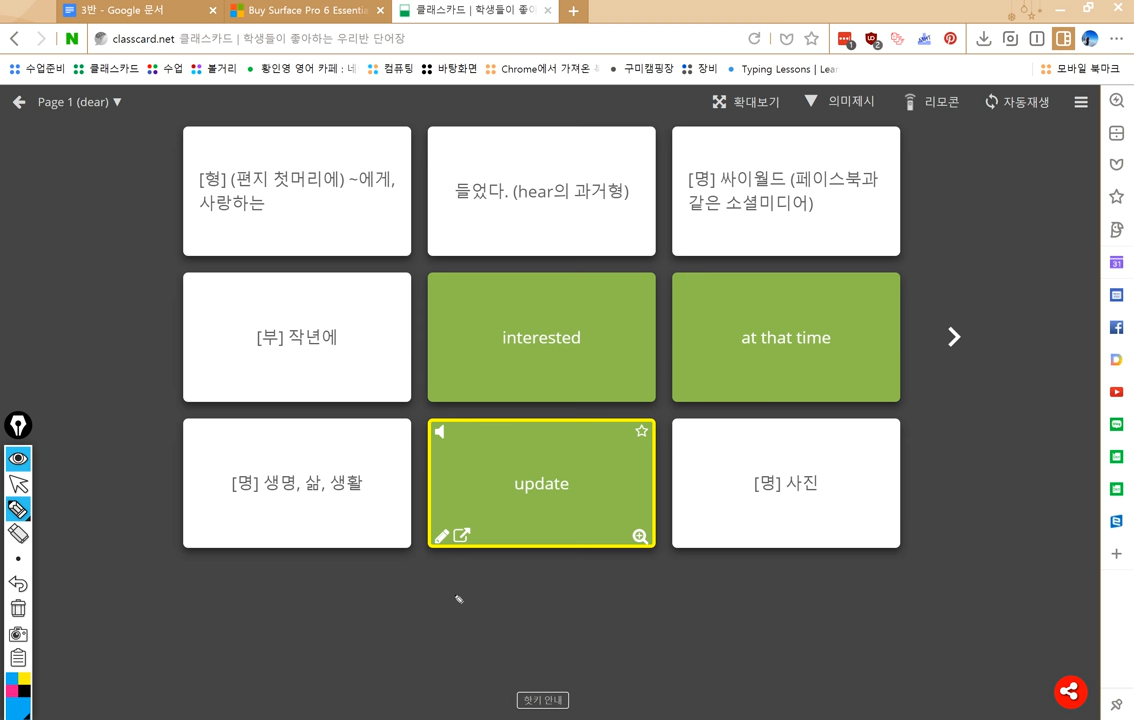 3반 - Google 문서
Buy Surface Pro 6 Essentia
클래스카드 | 학생들이 좋아
classcard.net 클래스카드 | 학생들이 좋아하는 우리반 단어장
수업준비
클래스카드
수업
볼거리
황인영 영어 카페 : 네
컴퓨팅
바탕화면
Chrome에서 가져온
구미캠핑장
장비
Typing Lessons | Lear
모바일 북마크
Page 1 (dear) ▼
확대보기
의미제시
리모콘
자동재생
[형] (편지 첫머리에) ~에게,
사랑하는
들었다. (hear의 과거형)
[명] 싸이월드 (페이스북과
같은 소셜미디어)
[부] 작년에
interested
at that time
[명] 생명, 삶, 생활
update
[명] 사진
핫키 안내